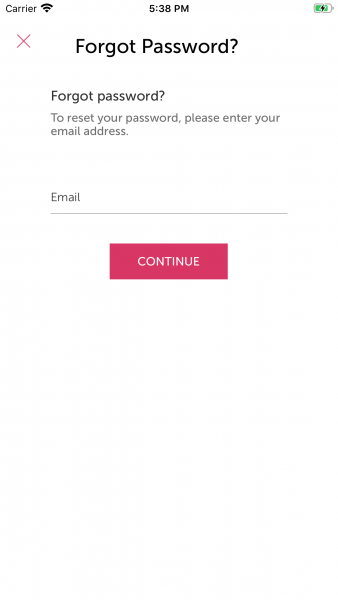 Carrier 5:38 PM
Forgot Password?
Forgot password?
To reset your password, please enter your
email address.
Email
CONTINUE